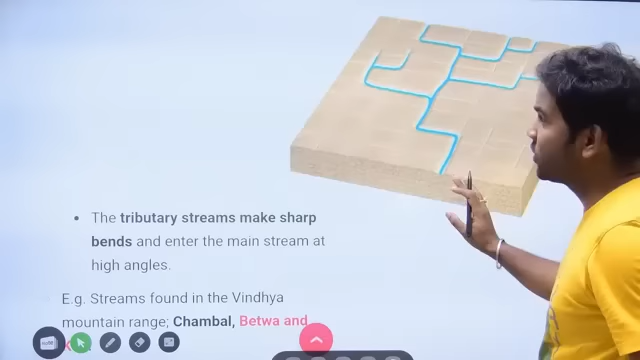 The tributary streams make sharp
bends and enter the main stream at
high angles.
E.g. Streams found in the Vindhya
mountain range; Chambal, Betwa and